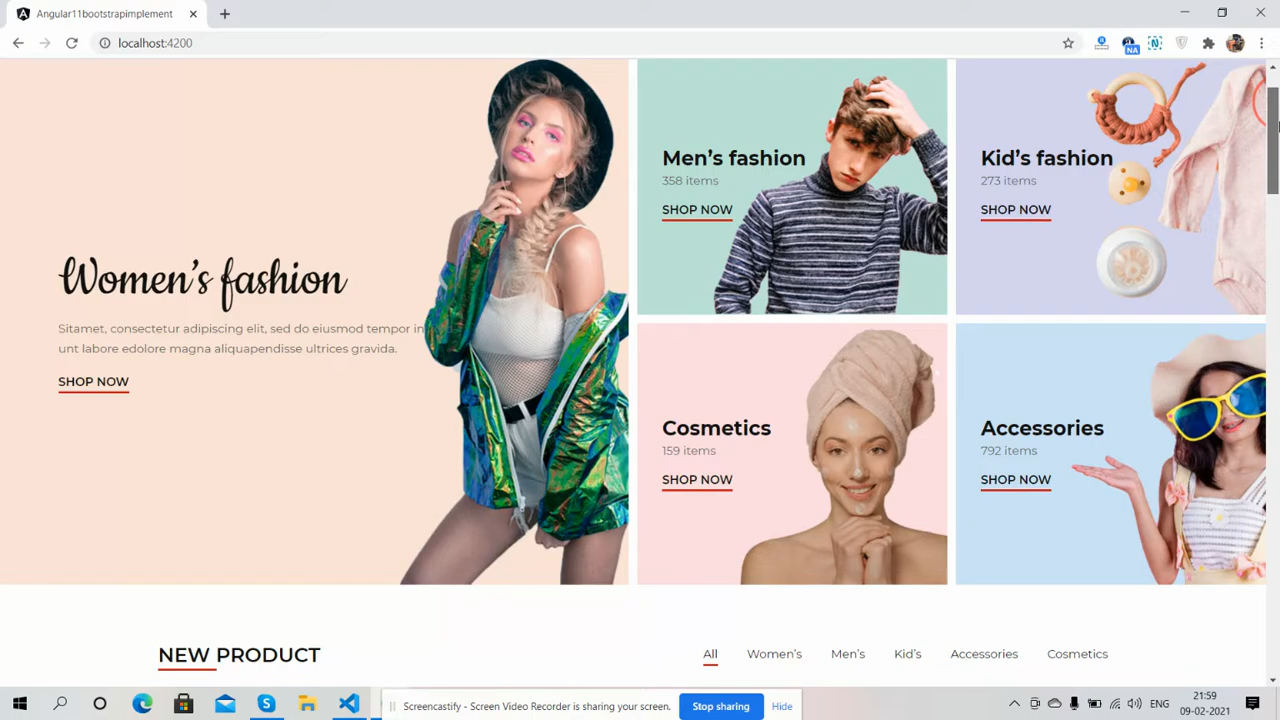 Angular11bootstrapimplement
localhost:4200
NA
Women's fashion
Sitamet, consectetur adipiscing elit, sed do eiusmod tempor in
unt labore edolore magna aliquapendisse ultrices gravida.
SHOP NOW
Men's fashion
358 items
SHOP NOW
Kid's fashion
273 items
SHOP NOW
Cosmetics
159 items
SHOP NOW
Accessories
792 items
SHOP NOW
NEW PRODUCT
All Women's Men's Kid's Accessories Cosmetics
Screencastify - Screen Video Recorder is sharing your screen. Stop sharing Hide
ENG
21:59
09-02-2021